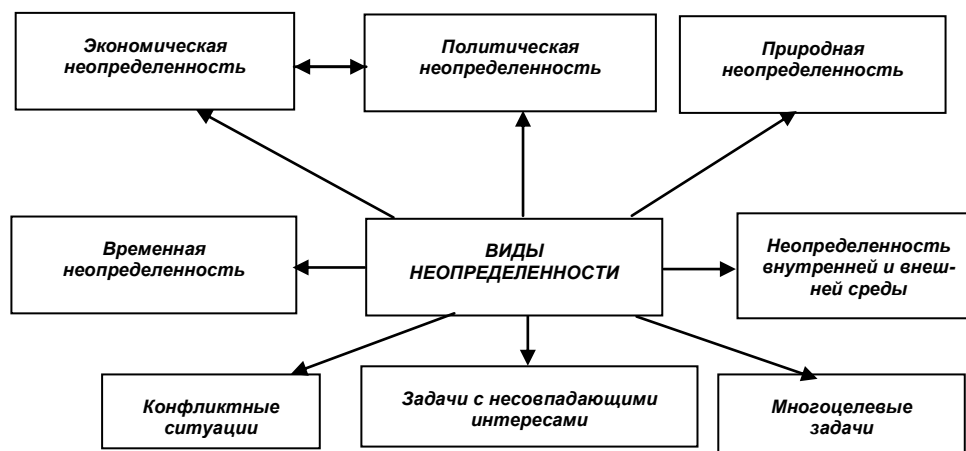 Экономическая
неопределенность
Политическая
неопределенность
Природная
неопределенность
Временная
неопределенность
ВИДЫ
НЕОПРЕДЕЛЕННОСТИ
Неопределенность
внутренней и внеш-
ней среды
Конфликтные
ситуации
Задачи с несовпадающими
интересами
Многоцелевые
задачи